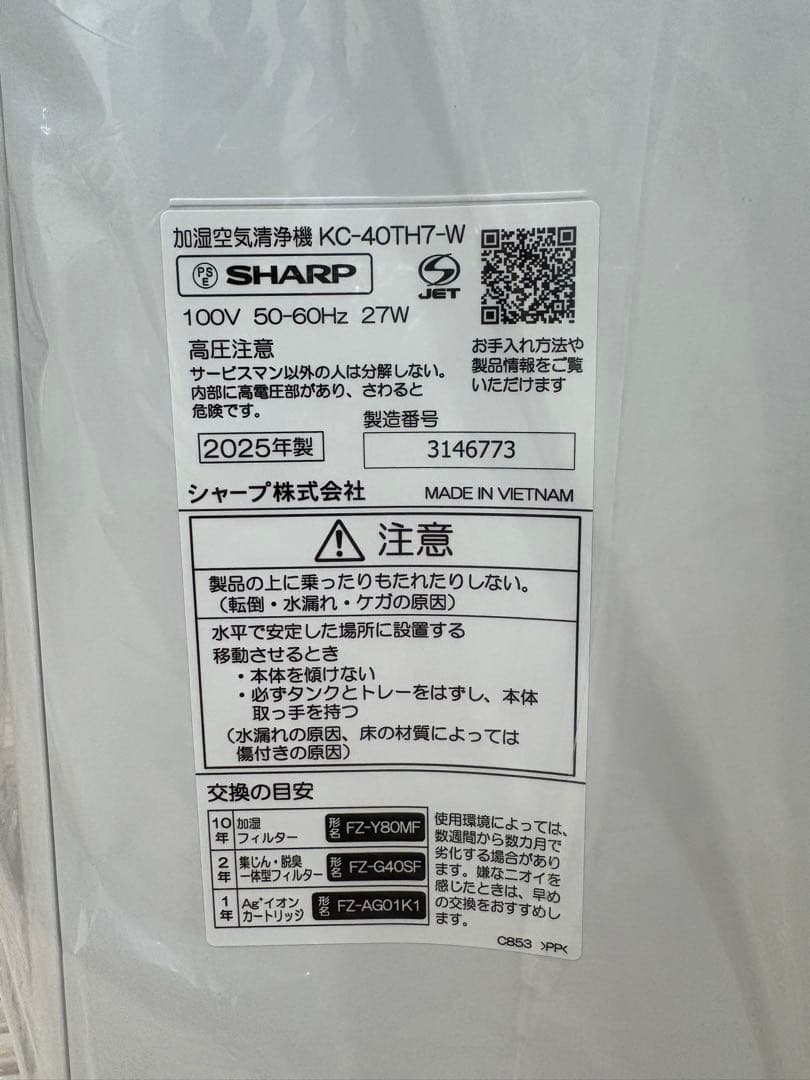 加湿空気清浄機 KC-40TH7-W
PS
E
SHARP
JET
100V 50-60Hz 27W
高圧注意
サービスマン以外の人は分解しない。
内部に高電圧部があり、さわると
危険です。
お手入れ方法や
製品情報をご覧
いただけます
製造番号
2025年製
3146773
シャープ株式会社
MADE IN VIETNAM
注意
製品の上に乗ったりもたれたりしない。
（転倒・水漏れ・ケガの原因）
水平で安定した場所に設置する
移動させるとき
・本体を傾けない
・必ずタンクとトレーをはずし、本体
取っ手を持つ
（水漏れの原因、床の材質によっては
傷付きの原因）
交換の目安
10年 加湿フィルター 形名 FZ-Y80MF
2年 集じん・脱臭一体型フィルター 形名 FZ-G40SF
1年 Ag⁺イオンカートリッジ 形名 FZ-AG01K1
使用環境によっては、
数週間から数カ月で
劣化する場合があり
ます。嫌なニオイを
感じたときは、早め
の交換をおすすめし
ます。
C853 >PP<